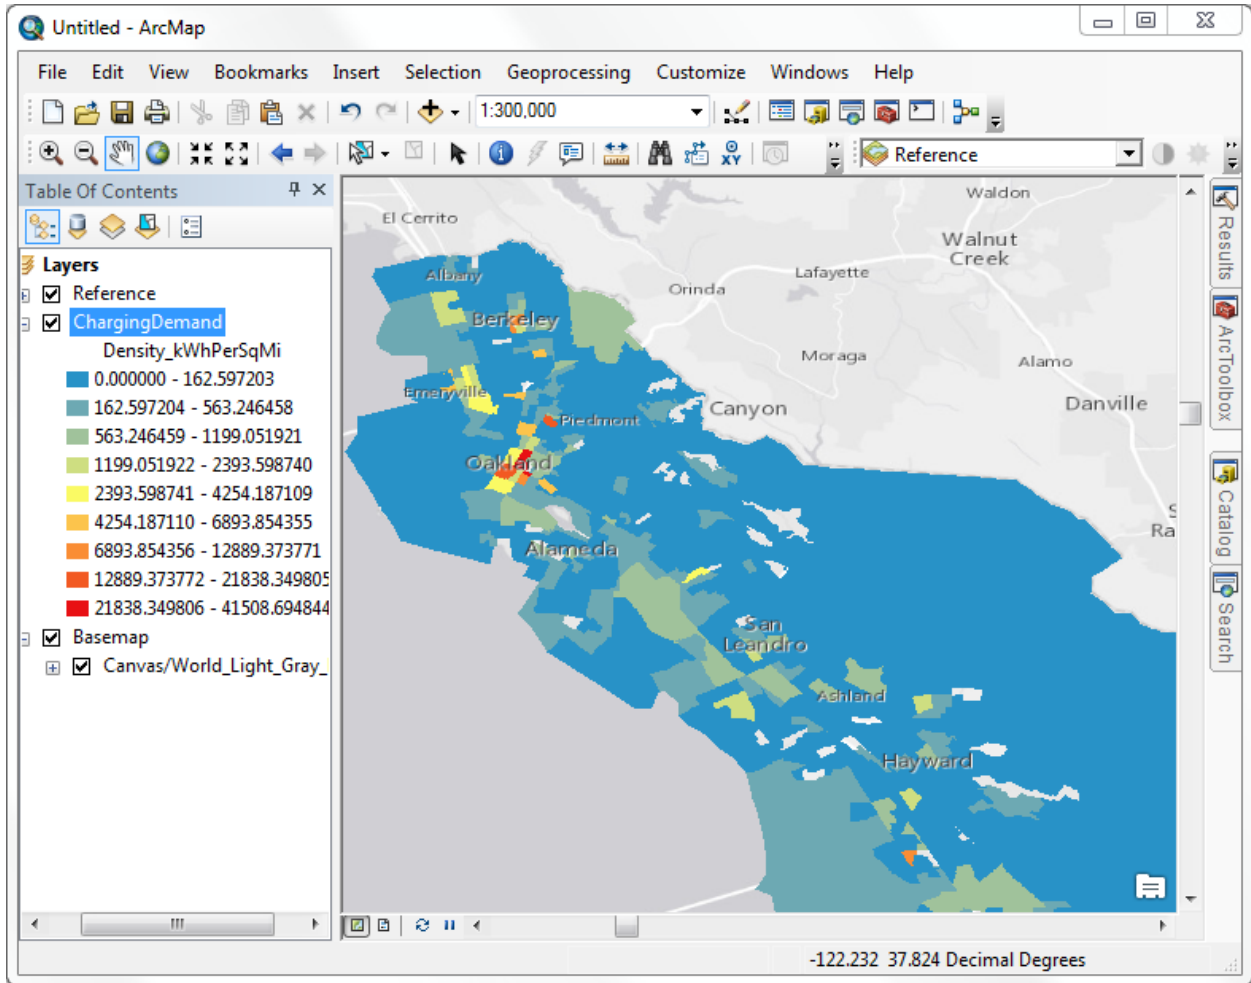 Untitled - ArcMap
File Edit View Bookmarks Insert Selection Geoprocessing Customize Windows Help
1:300,000
XY
Reference
Table Of Contents
Layers
Reference
ChargingDemand
Density_kWhPerSqMi
0.000000 - 162.597203
162.597204 - 563.246458
563.246459 - 1199.051921
1199.051922 - 2393.598740
2393.598741 - 4254.187109
4254.187110 - 6893.854355
6893.854356 - 12889.373771
12889.373772 - 21838.349805
21838.349806 - 41508.694844
Basemap
Canvas/World_Light_Gray_
El Cerrito
Waldon
Walnut
Creek
Albany
Orinda
Lafayette
Berkeley
Moraga
Alamo
Emeryville
Piedmont
Canyon
Danville
Oakland
S
Ra
Alameda
San
Leandro
Ashland
Hayward
Results
ArcToolbox
Catalog
Search
-122.232 37.824 Decimal Degrees